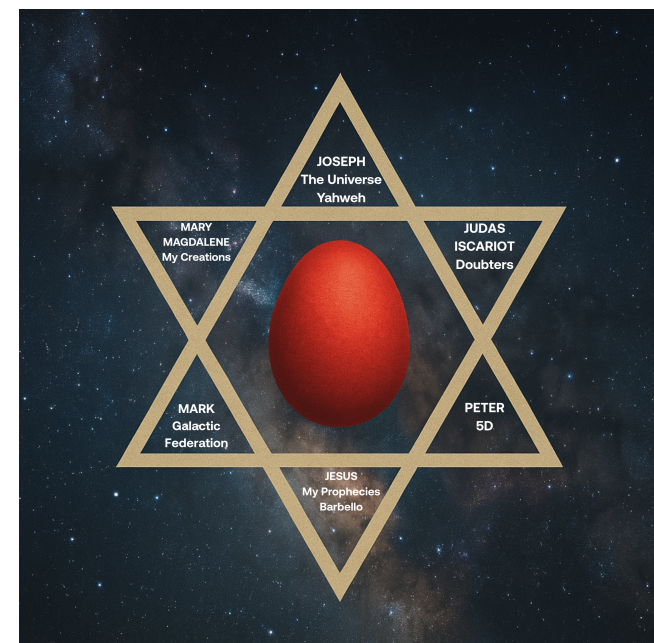 JOSEPH
The Universe
Yahweh
MARY
MAGDALENE
My Creations
JUDAS
ISCARIOT
Doubters
MARK
Galactic
Federation
PETER
5D
JESUS
My Prophecies
Barbello